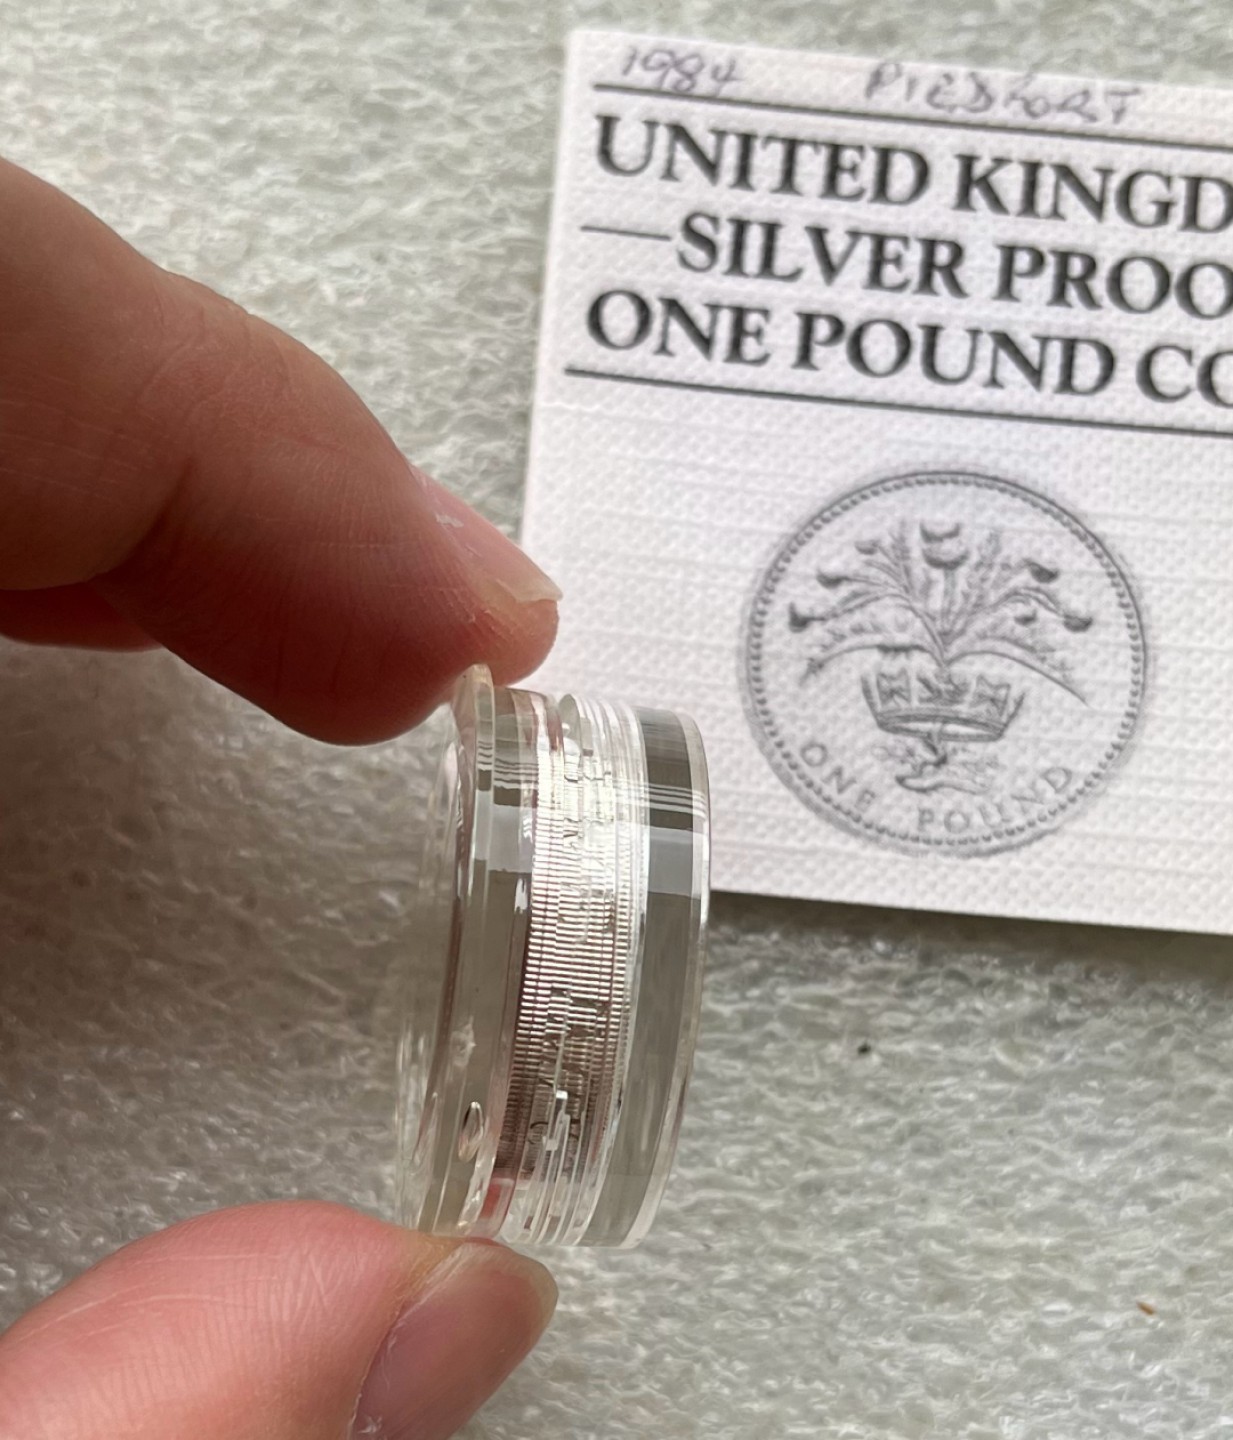 1984 PIEDFORT
UNITED KINGD
—SILVER PROO
ONE POUND CO
ONE POUND